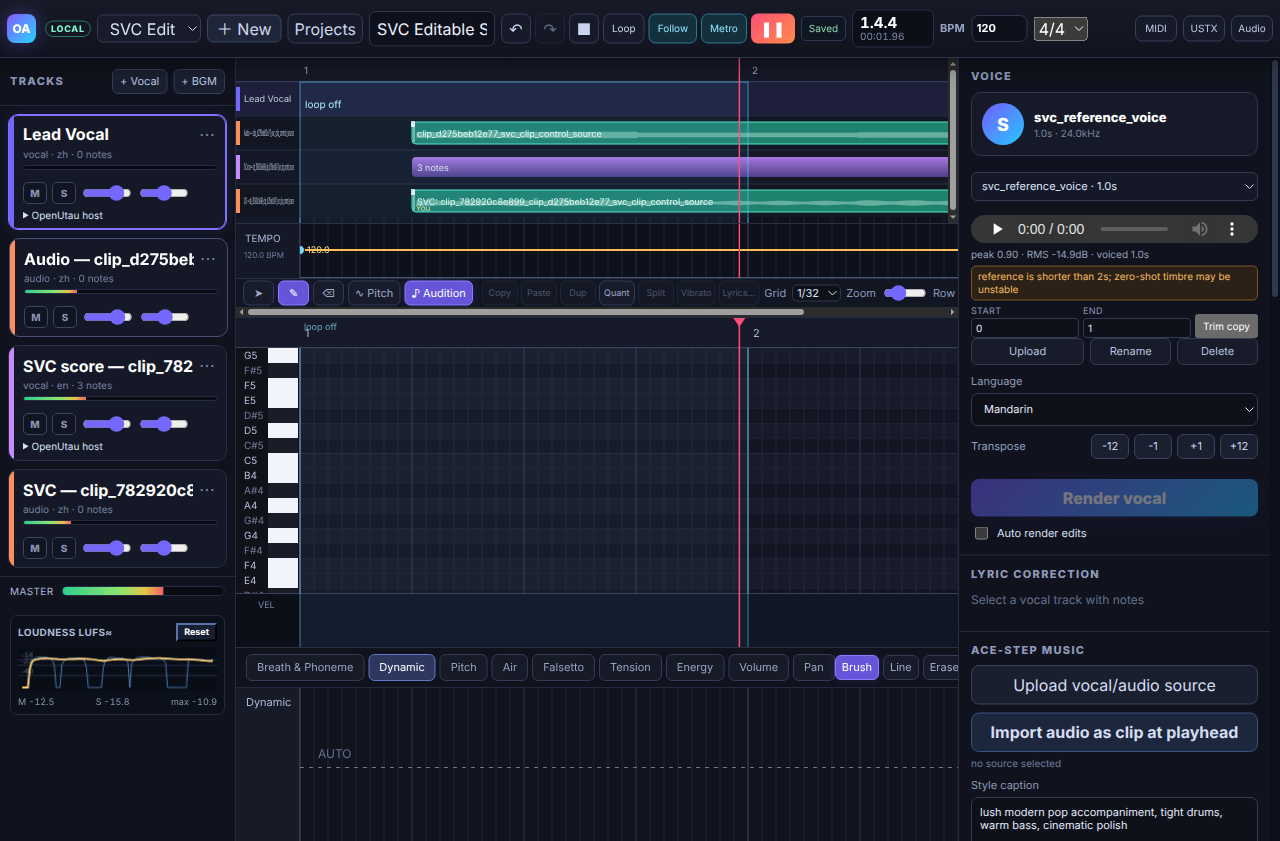 OA LOCAL SVC Edit + New Projects SVC Editable S Loop Follow Metro Saved 1.4.4 BPM 120 4/4 MIDI USTX Audio
00:01.96
TRACKS + Vocal + BGM
Lead Vocal ...
vocal · zh · 0 notes
M S
OpenUtau host
Audio — clip_d275beb ...
audio · zh · 0 notes
M S
SVC score — clip_782 ...
vocal · en · 3 notes
M S
OpenUtau host
SVC — clip_782920c8 ...
audio · zh · 0 notes
M S
MASTER
LOUDNESS LUFS≈ Reset
M -12.5 S -15.8 max -10.9
1 2
Lead Vocal loop off
clip_d275beb12e77_svc_clip_control_source
3 notes
SVC: clip_782920c8e899_clip_d275beb12e77_svc_clip_control_source
You
TEMPO
120.0 BPM
120.0
Pitch Audition Copy Paste Dup Quant Split Vibrato Lyrics... Grid 1/32 Zoom Row
loop off
1 2
G5
F#5
F5
E5
D#5
D5
C#5
C5
B4
A#4
A4
G#4
G4
F#4
F4
E4
VEL
Breath & Phoneme Dynamic Pitch Air Falsetto Tension Energy Volume Pan Brush Line Erase
Dynamic
AUTO
VOICE
S svc_reference_voice
1.0s · 24.0kHz
svc_reference_voice · 1.0s
0:00 / 0:00
peak 0.90 · RMS -14.9dB · voiced 1.0s
reference is shorter than 2s; zero-shot timbre may be
unstable
START END
0 1 Trim copy
Upload Rename Delete
Language
Mandarin
Transpose -12 -1 +1 +12
Render vocal
Auto render edits
LYRIC CORRECTION
Select a vocal track with notes
ACE-STEP MUSIC
Upload vocal/audio source
Import audio as clip at playhead
no source selected
Style caption
lush modern pop accompaniment, tight drums,
warm bass, cinematic polish